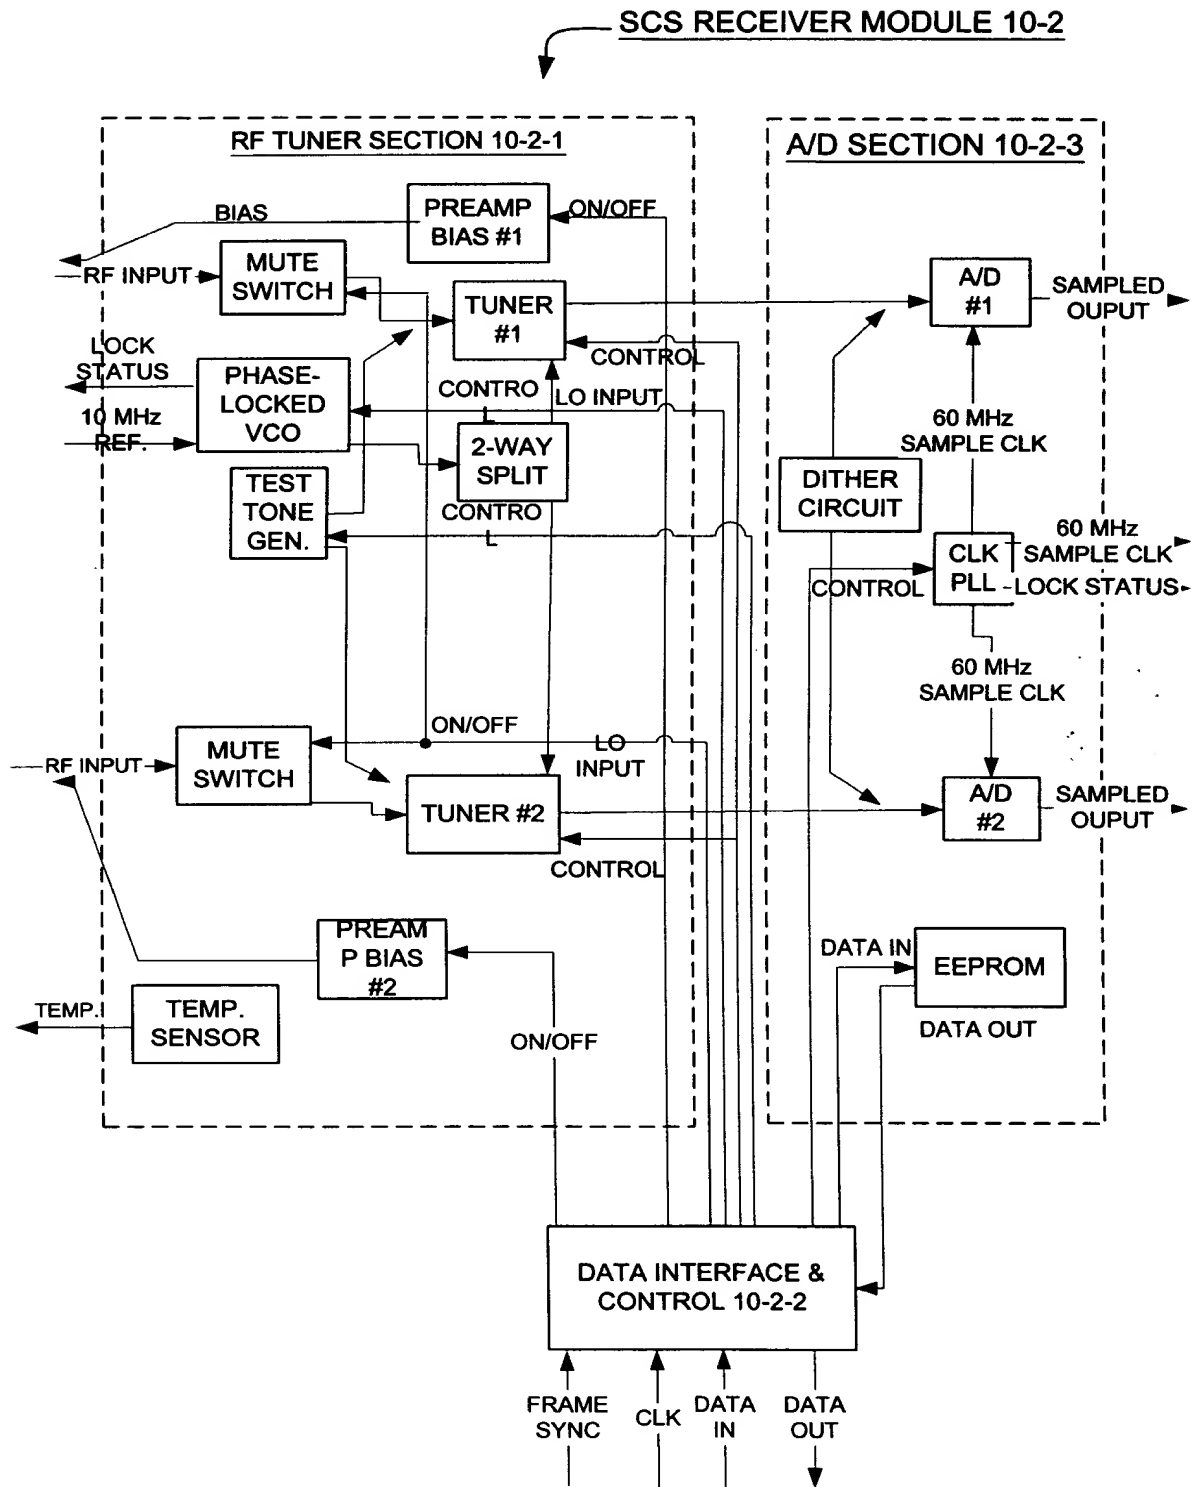 SCS RECEIVER MODULE 10-2
RF TUNER SECTION 10-2-1
A/D SECTION 10-2-3
BIAS
PREAMP
BIAS #1
ON/OFF
RF INPUT
MUTE
SWITCH
TUNER
#1
CONTROL
A/D
#1
SAMPLED
OUPUT
LOCK
STATUS
10 MHz
REF.
PHASE-
LOCKED
VCO
CONTRO
L
LO INPUT
2-WAY
SPLIT
60 MHz
SAMPLE CLK
TEST
TONE
GEN.
CONTRO
L
DITHER
CIRCUIT
CLK
PLL
60 MHz
SAMPLE CLK
LOCK STATUS
CONTROL
60 MHz
SAMPLE CLK
RF INPUT
MUTE
SWITCH
ON/OFF
LO
INPUT
TUNER #2
CONTROL
A/D
#2
SAMPLED
OUPUT
PREAM
P BIAS
#2
DATA IN
EEPROM
DATA OUT
TEMP.
TEMP.
SENSOR
ON/OFF
DATA INTERFACE &
CONTROL 10-2-2
FRAME
SYNC
CLK
DATA
IN
DATA
OUT